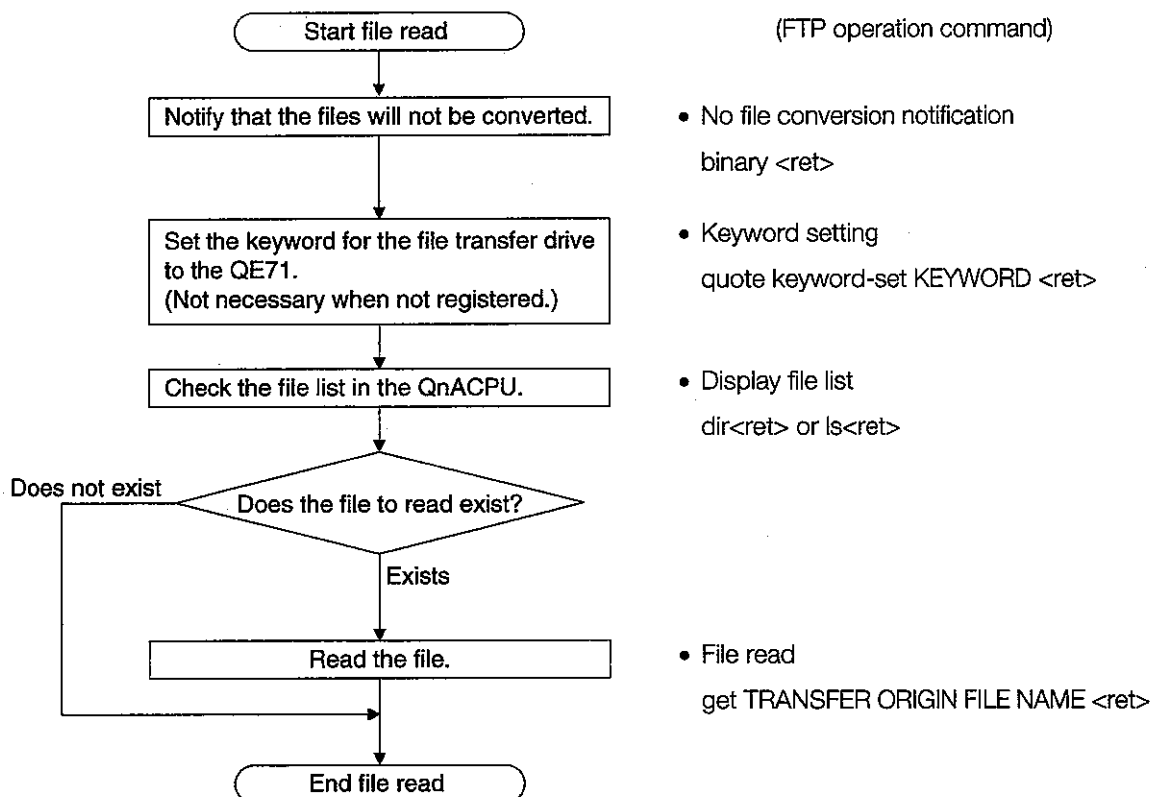 Start file read
(FTP operation command)
Notify that the files will not be converted.
• No file conversion notification
binary <ret>
Set the keyword for the file transfer drive
to the QE71.
(Not necessary when not registered.)
• Keyword setting
quote keyword-set KEYWORD <ret>
Check the file list in the QnACPU.
• Display file list
dir<ret> or ls<ret>
Does not exist
Does the file to read exist?
Exists
Read the file.
• File read
get TRANSFER ORIGIN FILE NAME <ret>
End file read